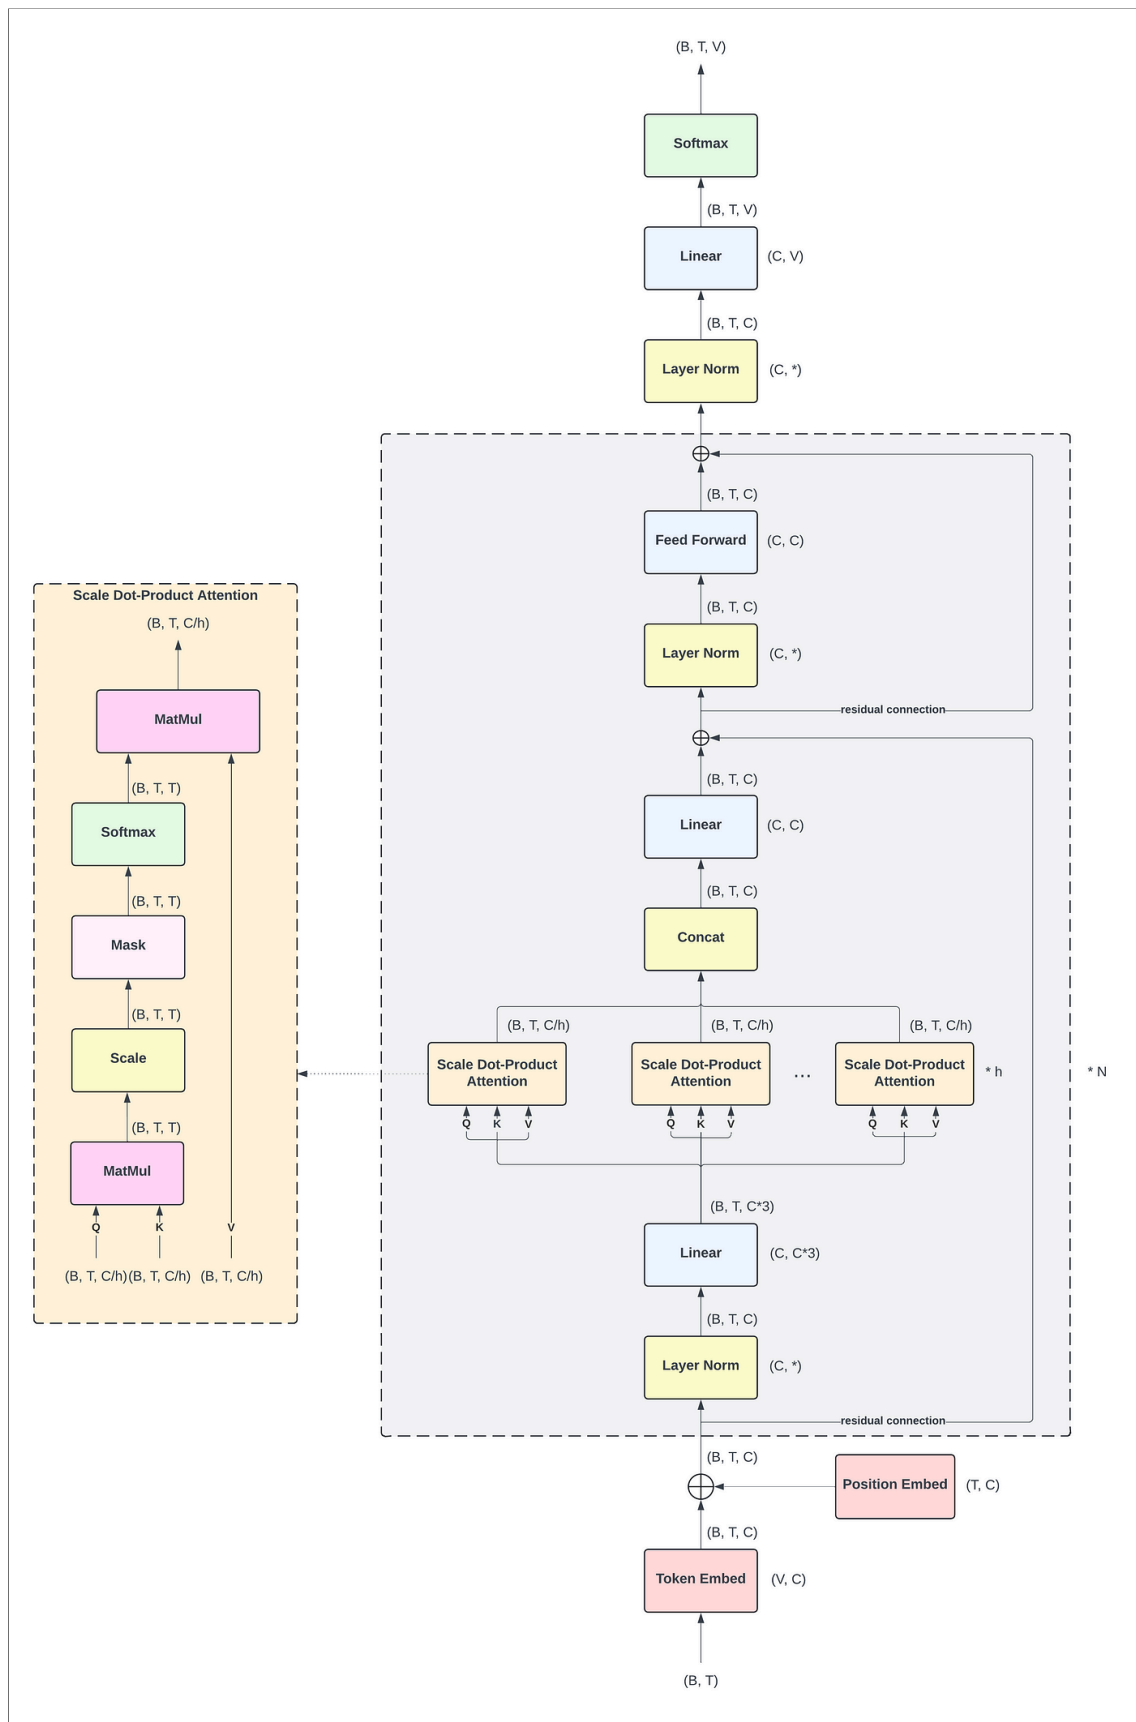 (B, T, V)
Softmax
(B, T, V)
Linear
(C, V)
(B, T, C)
Layer Norm
(C, *)
(B, T, C)
Feed Forward
(C, C)
(B, T, C)
Layer Norm
(C, *)
residual connection
(B, T, C)
Linear
(C, C)
(B, T, C)
Concat
(B, T, C/h)
(B, T, C/h)
(B, T, C/h)
Scale Dot-Product
Attention
Scale Dot-Product
Attention
...
Scale Dot-Product
Attention
* h
* N
Q K V
Q K V
Q K V
(B, T, C*3)
Linear
(C, C*3)
(B, T, C)
Layer Norm
(C, *)
residual connection
(B, T, C)
Position Embed
(T, C)
(B, T, C)
Token Embed
(V, C)
(B, T)
Scale Dot-Product Attention
(B, T, C/h)
MatMul
(B, T, T)
Softmax
(B, T, T)
Mask
(B, T, T)
Scale
(B, T, T)
MatMul
Q K V
(B, T, C/h) (B, T, C/h) (B, T, C/h)